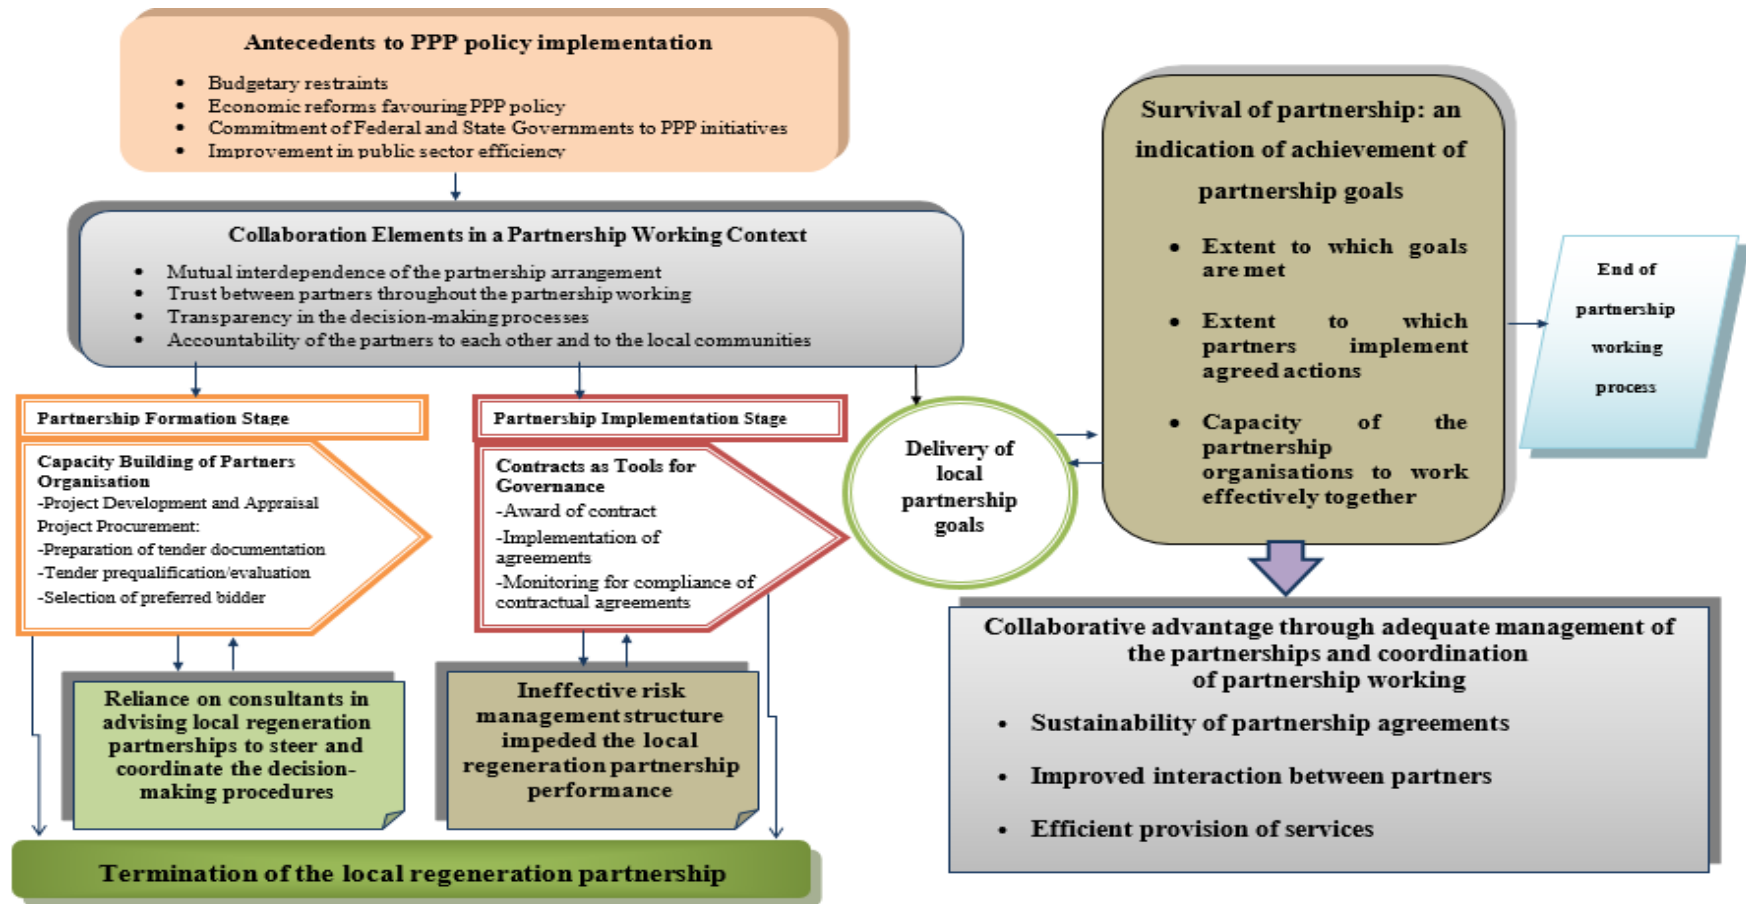 Antecedents to PPP policy implementation
• Budgetary restraints
• Economic reforms favouring PPP policy
• Commitment of Federal and State Governments to PPP initiatives
• Improvement in public sector efficiency
Collaboration Elements in a Partnership Working Context
• Mutual interdependence of the partnership arrangement
• Trust between partners throughout the partnership working
• Transparency in the decision-making processes
• Accountability of the partners to each other and to the local communities
Partnership Formation Stage
Capacity Building of Partners
Organisation
-Project Development and Appraisal
Project Procurement:
-Preparation of tender documentation
-Tender prequalification/evaluation
-Selection of preferred bidder
Partnership Implementation Stage
Contracts as Tools for
Governance
-Award of contract
-Implementation of
agreements
-Monitoring for compliance of
contractual agreements
Delivery of
local
partnership
goals
Survival of partnership: an
indication of achievement of
partnership goals
• Extent to which goals
are met
• Extent to which
partners implement
agreed actions
• Capacity of the
partnership
organisations to work
effectively together
End of
partnership
working
process
Reliance on consultants in
advising local regeneration
partnerships to steer and
coordinate the decision-
making procedures
Ineffective risk
management structure
impeded the local
regeneration partnership
performance
Collaborative advantage through adequate management of
the partnerships and coordination
of partnership working
• Sustainability of partnership agreements
• Improved interaction between partners
• Efficient provision of services
Termination of the local regeneration partnership